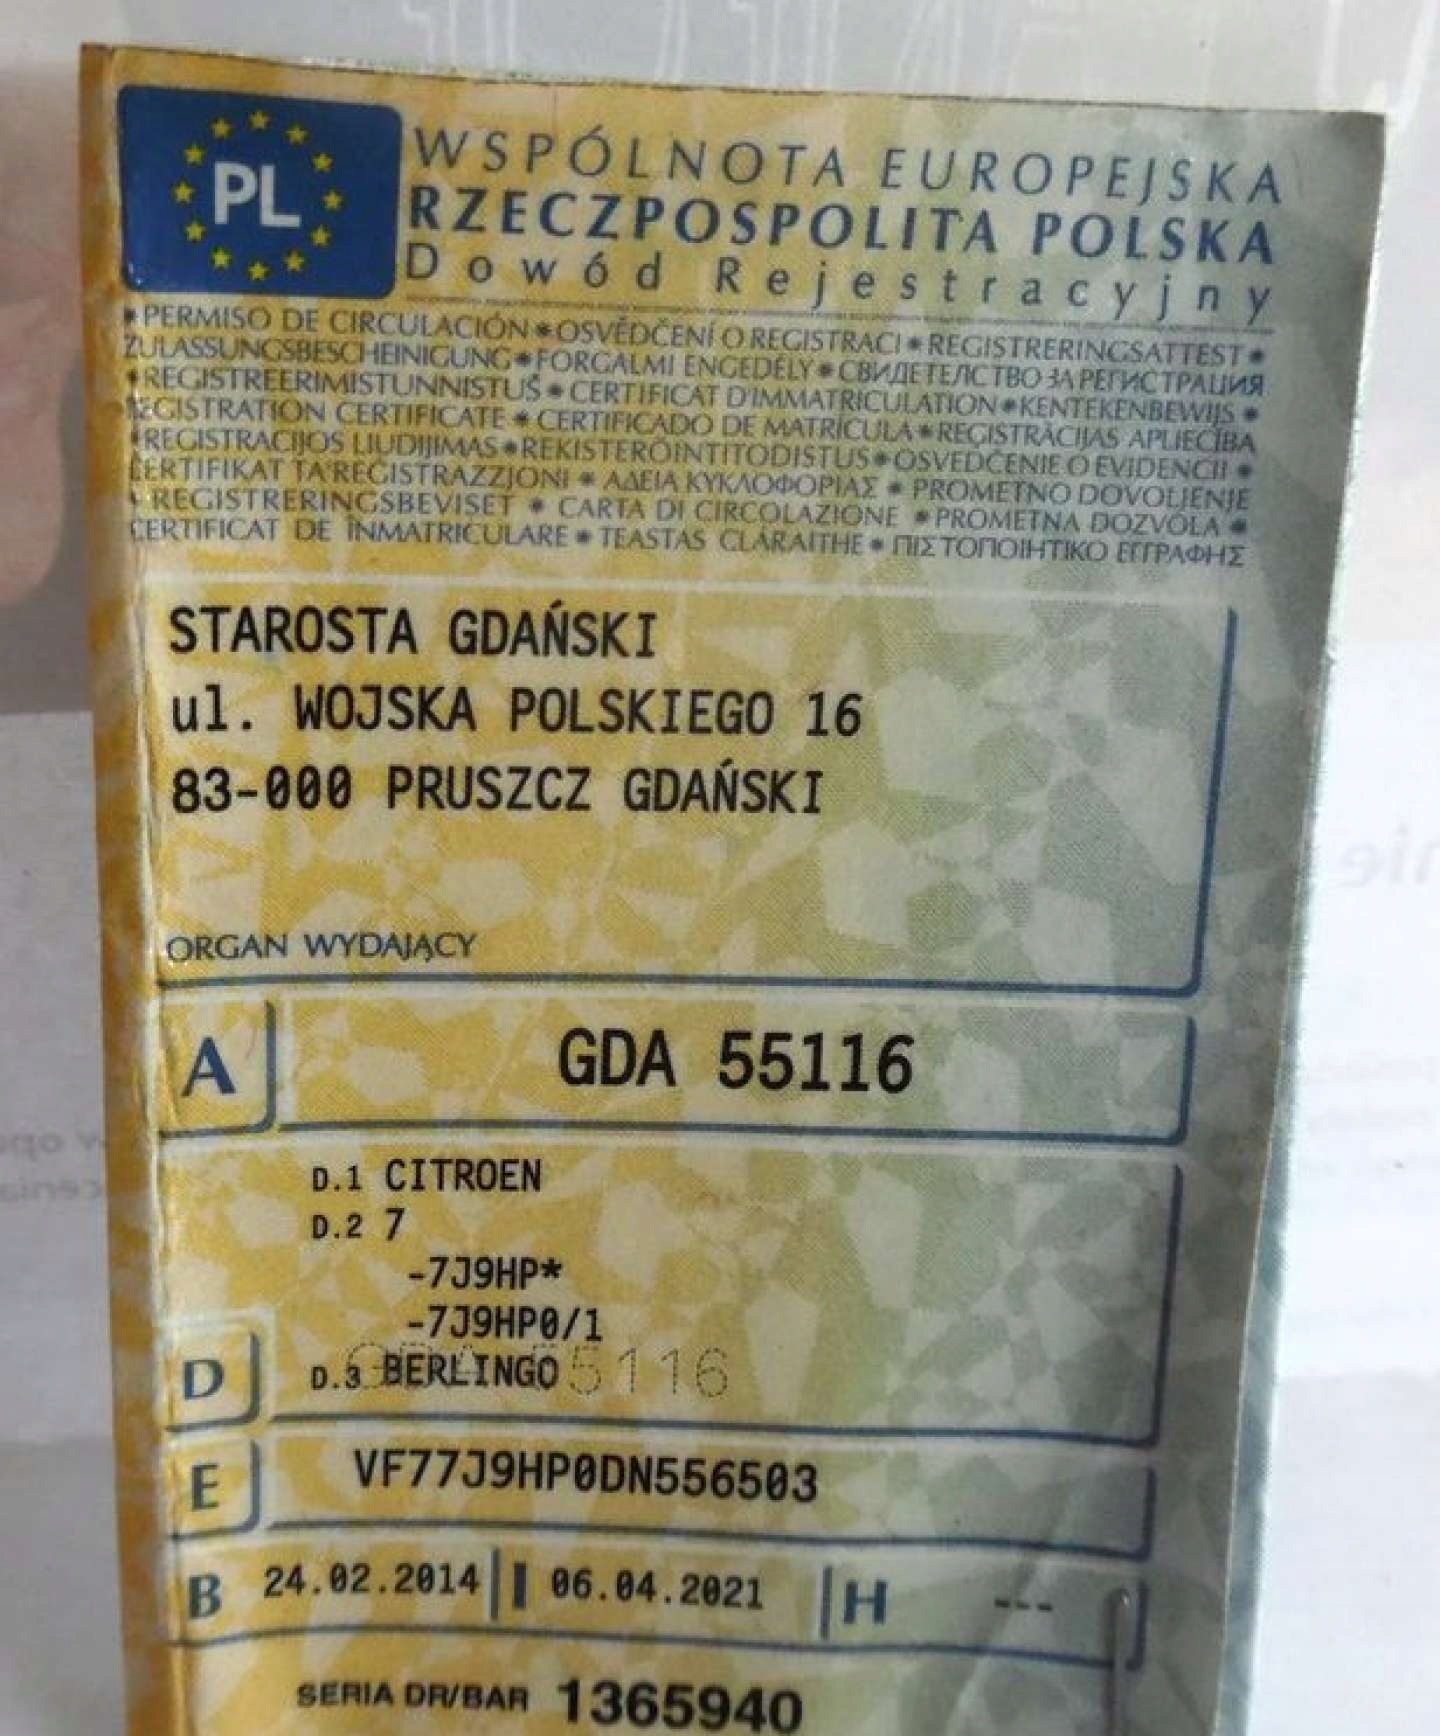 PL
WSPÓLNOTA EUROPEJSKA
RZECZPOSPOLITA POLSKA
Dowód Rejestracyjny
*PERMISO DE CIRCULACIÓN*OSVĚDČENÍ O REGISTRACI*REGISTRERINGSATTEST*
ZULASSUNGSBESCHEINIGUNG*FORGALMI ENGEDÉLY*СВИДЕТЕЛСТВО ЗА РЕГИСТРАЦИЯ
*REGISTREERIMISTUNNISTUS*CERTIFICAT D'IMMATRICULATION*KENTEKENBEWIJS*
REGISTRATION CERTIFICATE*CERTIFICADO DE MATRÍCULA*REĢISTRĀCIJAS APLIECĪBA
*REGISTRACIJOS LIUDIJIMAS*REKISTERÖINTITODISTUS*OSVEDČENIE O EVIDENCII*
ĊERTIFIKAT TA'REĠISTRAZZJONI*ΑΔΕΙΑ ΚΥΚΛΟΦΟΡΙΑΣ*PROMETNO DOVOLJENJE
*REGISTRERINGSBEVISET*CARTA DI CIRCOLAZIONE*PROMETNA DOZVOLA*
CERTIFICAT DE ÎNMATRICULARE*TEASTAS CLÁRAITHE*ΠΙΣΤΟΠΟΙΗΤΙΚΟ ΕΓΓΡΑΦΗΣ
STAROSTA GDAŃSKI
ul. WOJSKA POLSKIEGO 16
83-000 PRUSZCZ GDAŃSKI
ORGAN WYDAJĄCY
A GDA 55116
D.1 CITROEN
D.2 7
-7J9HP*
-7J9HP0/1
D D.3 BERLINGO
GDA 55116
E VF77J9HP0DN556503
B 24.02.2014 I 06.04.2021 H ---
SERIA DR/BAR 1365940